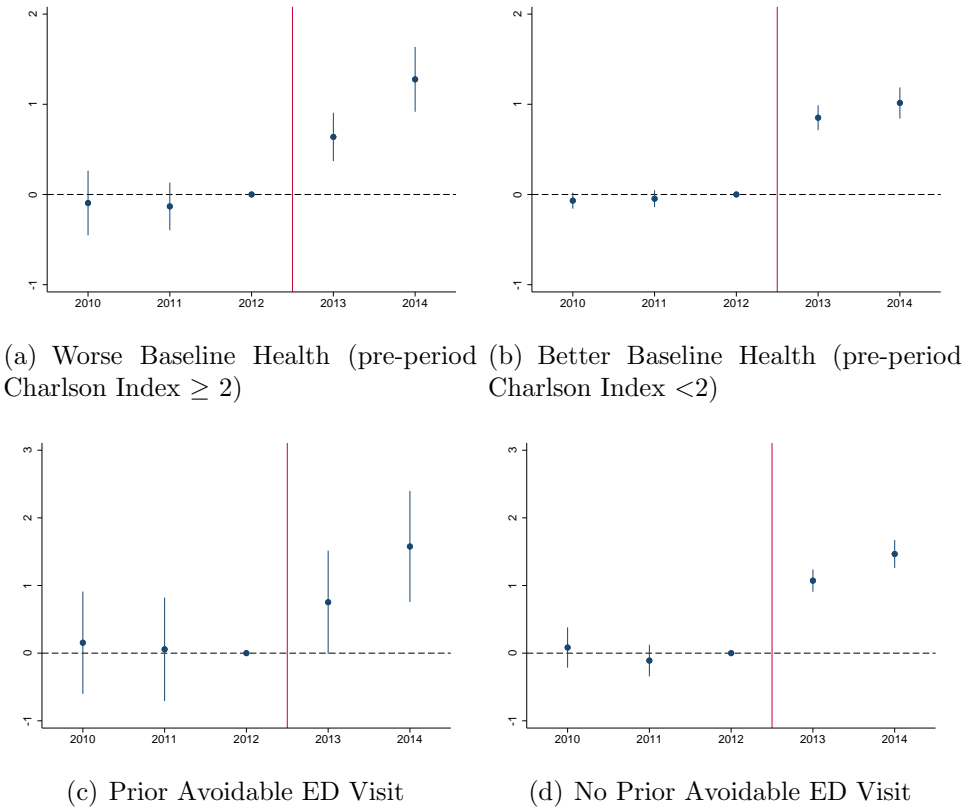 2
1
0
-1
2010 2011 2012 2013 2014
(a) Worse Baseline Health (pre-period
Charlson Index ≥ 2)
2
1
0
-1
2010 2011 2012 2013 2014
(b) Better Baseline Health (pre-period
Charlson Index <2)
3
2
1
0
-1
2010 2011 2012 2013 2014
(c) Prior Avoidable ED Visit
3
2
1
0
-1
2010 2011 2012 2013 2014
(d) No Prior Avoidable ED Visit